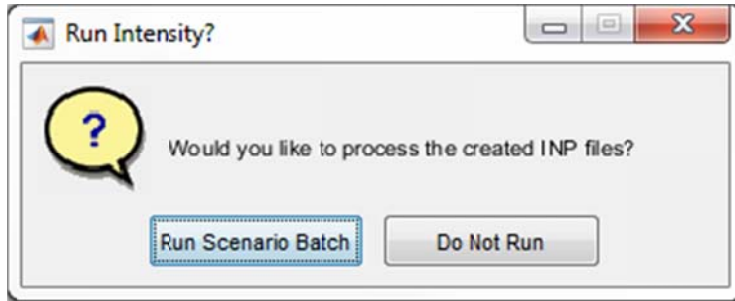 Run Intensity?
?
Would you like to process the created INP files?
Run Scenario Batch Do Not Run